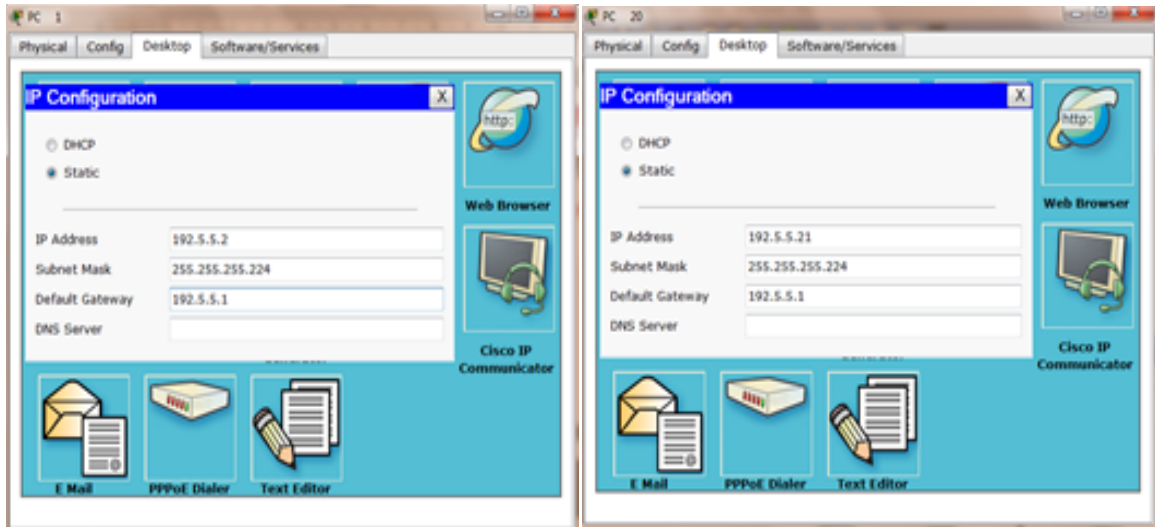 PC 1
Physical Config Desktop Software/Services
IP Configuration X
DHCP
Static
IP Address 192.5.5.2
Subnet Mask 255.255.255.224
Default Gateway 192.5.5.1
DNS Server
http:
Web Browser
Cisco IP
Communicator
E Mail PPPoE Dialer Text Editor
PC 20
Physical Config Desktop Software/Services
IP Configuration X
DHCP
Static
IP Address 192.5.5.21
Subnet Mask 255.255.255.224
Default Gateway 192.5.5.1
DNS Server
http:
Web Browser
Cisco IP
Communicator
E Mail PPPoE Dialer Text Editor